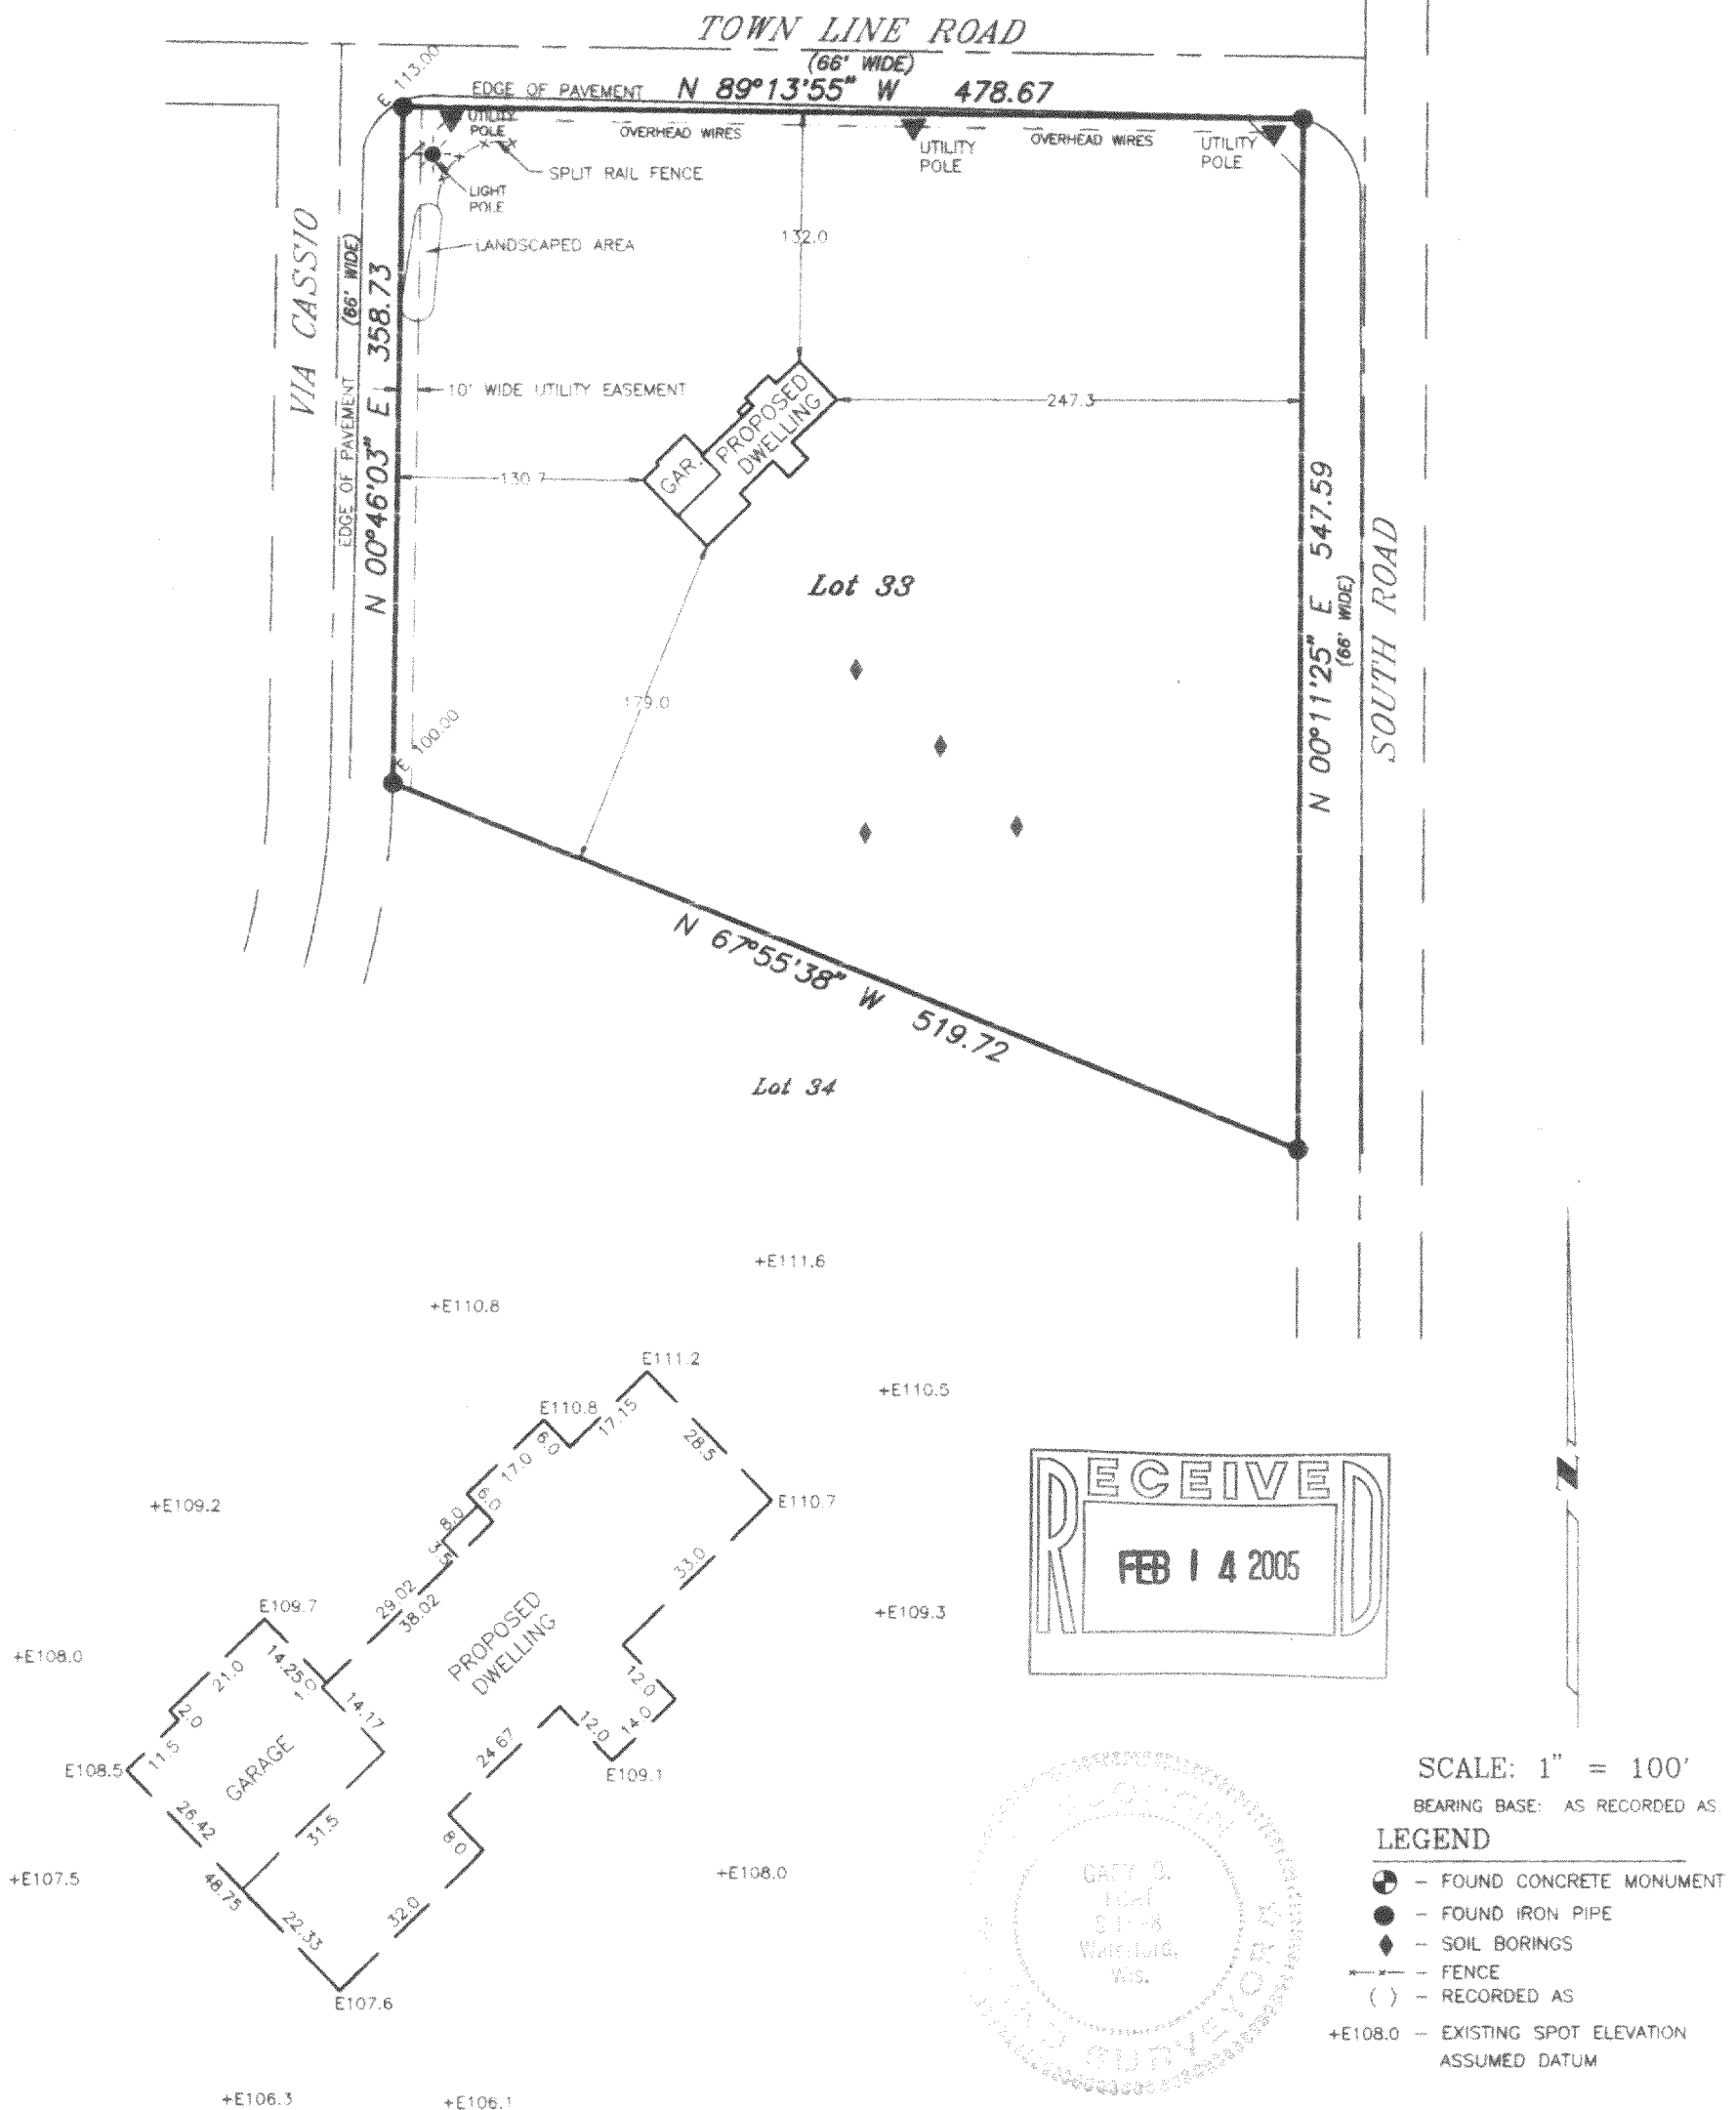 TOWN LINE ROAD
(66' WIDE)
E 113.00
EDGE OF PAVEMENT
N 89°13'55" W 478.67
UTILITY
POLE
OVERHEAD WIRES
UTILITY
POLE
OVERHEAD WIRES
UTILITY
POLE
SPLIT RAIL FENCE
LIGHT
POLE
LANDSCAPED AREA
VIA CASSIO
(66' WIDE)
EDGE OF PAVEMENT
N 00°46'03" E 358.73
132.0
10' WIDE UTILITY EASEMENT
PROPOSED
DWELLING
GAR.
247.3
130.7
Lot 33
N 00°11'25" E 547.59
(66' WIDE)
SOUTH ROAD
179.0
E 100.00
N 67°55'38" W 519.72
Lot 34
+E111.6
+E110.8
E111.2
+E110.5
E110.8
17.15
6.0
28.5
17.0
6.0
E110.7
+E109.2
8.0
3.5
33.0
29.02
38.02
PROPOSED
DWELLING
E109.7
+E109.3
+E108.0
21.0
14.25
14.17
12.0
2.0
12.0
14.0
11.5
GARAGE
24.67
E108.5
E109.1
26.42
31.5
8.0
+E107.5
+E108.0
48.75
22.33
32.0
E107.6
+E106.3
+E106.1
RECEIVED
FEB 14 2005
N
SCALE: 1" = 100'
BEARING BASE: AS RECORDED AS.
LEGEND
– FOUND CONCRETE MONUMENT
– FOUND IRON PIPE
– SOIL BORINGS
– FENCE
( ) – RECORDED AS
+E108.0 – EXISTING SPOT ELEVATION
ASSUMED DATUM
Wis.
SURVEYOR